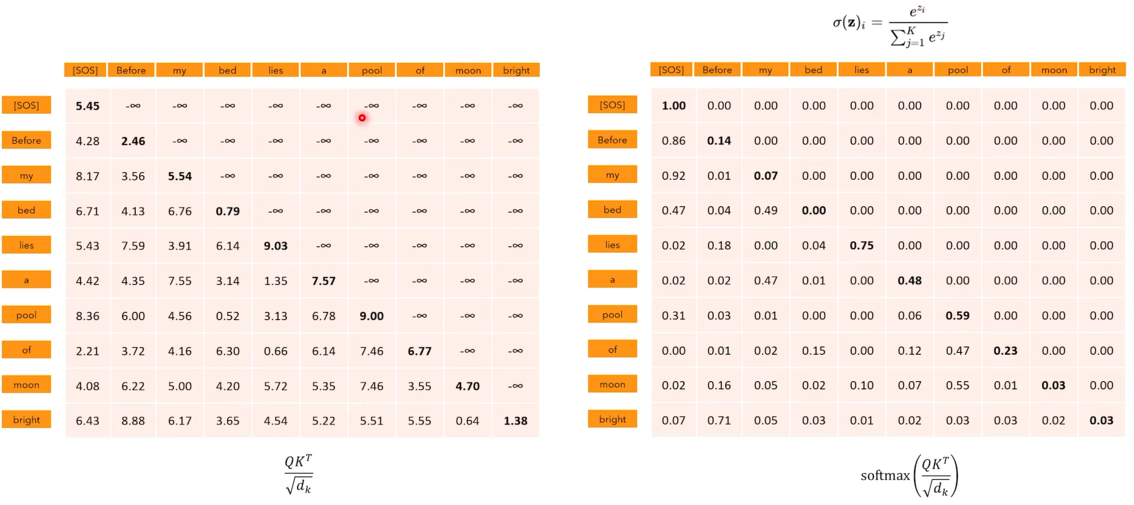 σ(z)ᵢ = e^{zᵢ} / ∑_{j=1}^{K} e^{zⱼ}
[SOS] Before my bed lies a pool of moon bright
[SOS] 5.45 -∞ -∞ -∞ -∞ -∞ -∞ -∞ -∞ -∞
Before 4.28 2.46 -∞ -∞ -∞ -∞ -∞ -∞ -∞ -∞
my 8.17 3.56 5.54 -∞ -∞ -∞ -∞ -∞ -∞ -∞
bed 6.71 4.13 6.76 0.79 -∞ -∞ -∞ -∞ -∞ -∞
lies 5.43 7.59 3.91 6.14 9.03 -∞ -∞ -∞ -∞ -∞
a 4.42 4.35 7.55 3.14 1.35 7.57 -∞ -∞ -∞ -∞
pool 8.36 6.00 4.56 0.52 3.13 6.78 9.00 -∞ -∞ -∞
of 2.21 3.72 4.16 6.30 0.66 6.14 7.46 6.77 -∞ -∞
moon 4.08 6.22 5.00 4.20 5.72 5.35 7.46 3.55 4.70 -∞
bright 6.43 8.88 6.17 3.65 4.54 5.22 5.51 5.55 0.64 1.38
QKᵀ / √dₖ
[SOS] Before my bed lies a pool of moon bright
[SOS] 1.00 0.00 0.00 0.00 0.00 0.00 0.00 0.00 0.00 0.00
Before 0.86 0.14 0.00 0.00 0.00 0.00 0.00 0.00 0.00 0.00
my 0.92 0.01 0.07 0.00 0.00 0.00 0.00 0.00 0.00 0.00
bed 0.47 0.04 0.49 0.00 0.00 0.00 0.00 0.00 0.00 0.00
lies 0.02 0.18 0.00 0.04 0.75 0.00 0.00 0.00 0.00 0.00
a 0.02 0.02 0.47 0.01 0.00 0.48 0.00 0.00 0.00 0.00
pool 0.31 0.03 0.01 0.00 0.00 0.06 0.59 0.00 0.00 0.00
of 0.00 0.01 0.02 0.15 0.00 0.12 0.47 0.23 0.00 0.00
moon 0.02 0.16 0.05 0.02 0.10 0.07 0.55 0.01 0.03 0.00
bright 0.07 0.71 0.05 0.03 0.01 0.02 0.03 0.03 0.02 0.03
softmax(QKᵀ / √dₖ)